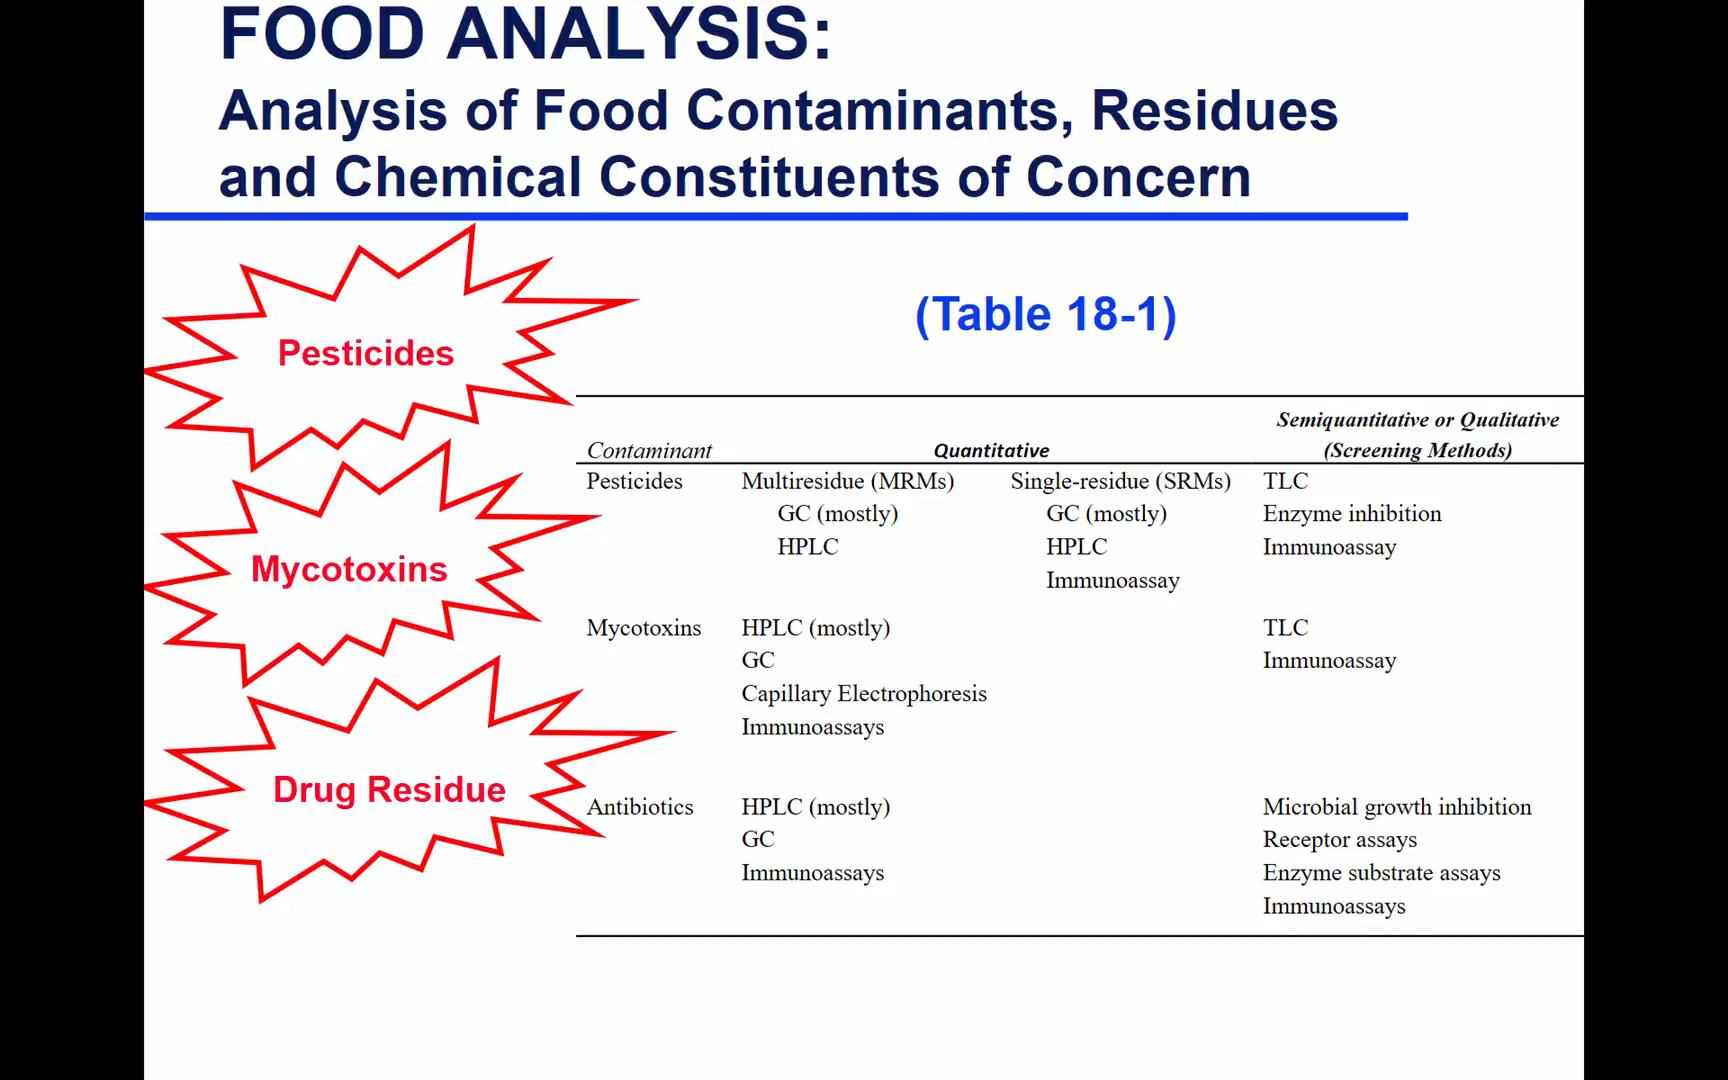 FOOD ANALYSIS:
Analysis of Food Contaminants, Residues
and Chemical Constituents of Concern
Pesticides
Mycotoxins
Drug Residue
(Table 18-1)
Contaminant Quantitative Semiquantitative or Qualitative
(Screening Methods)
Pesticides Multiresidue (MRMs) Single-residue (SRMs) TLC
GC (mostly) GC (mostly) Enzyme inhibition
HPLC HPLC Immunoassay
Immunoassay
Mycotoxins HPLC (mostly) TLC
GC Immunoassay
Capillary Electrophoresis
Immunoassays
Antibiotics HPLC (mostly) Microbial growth inhibition
GC Receptor assays
Immunoassays Enzyme substrate assays
Immunoassays